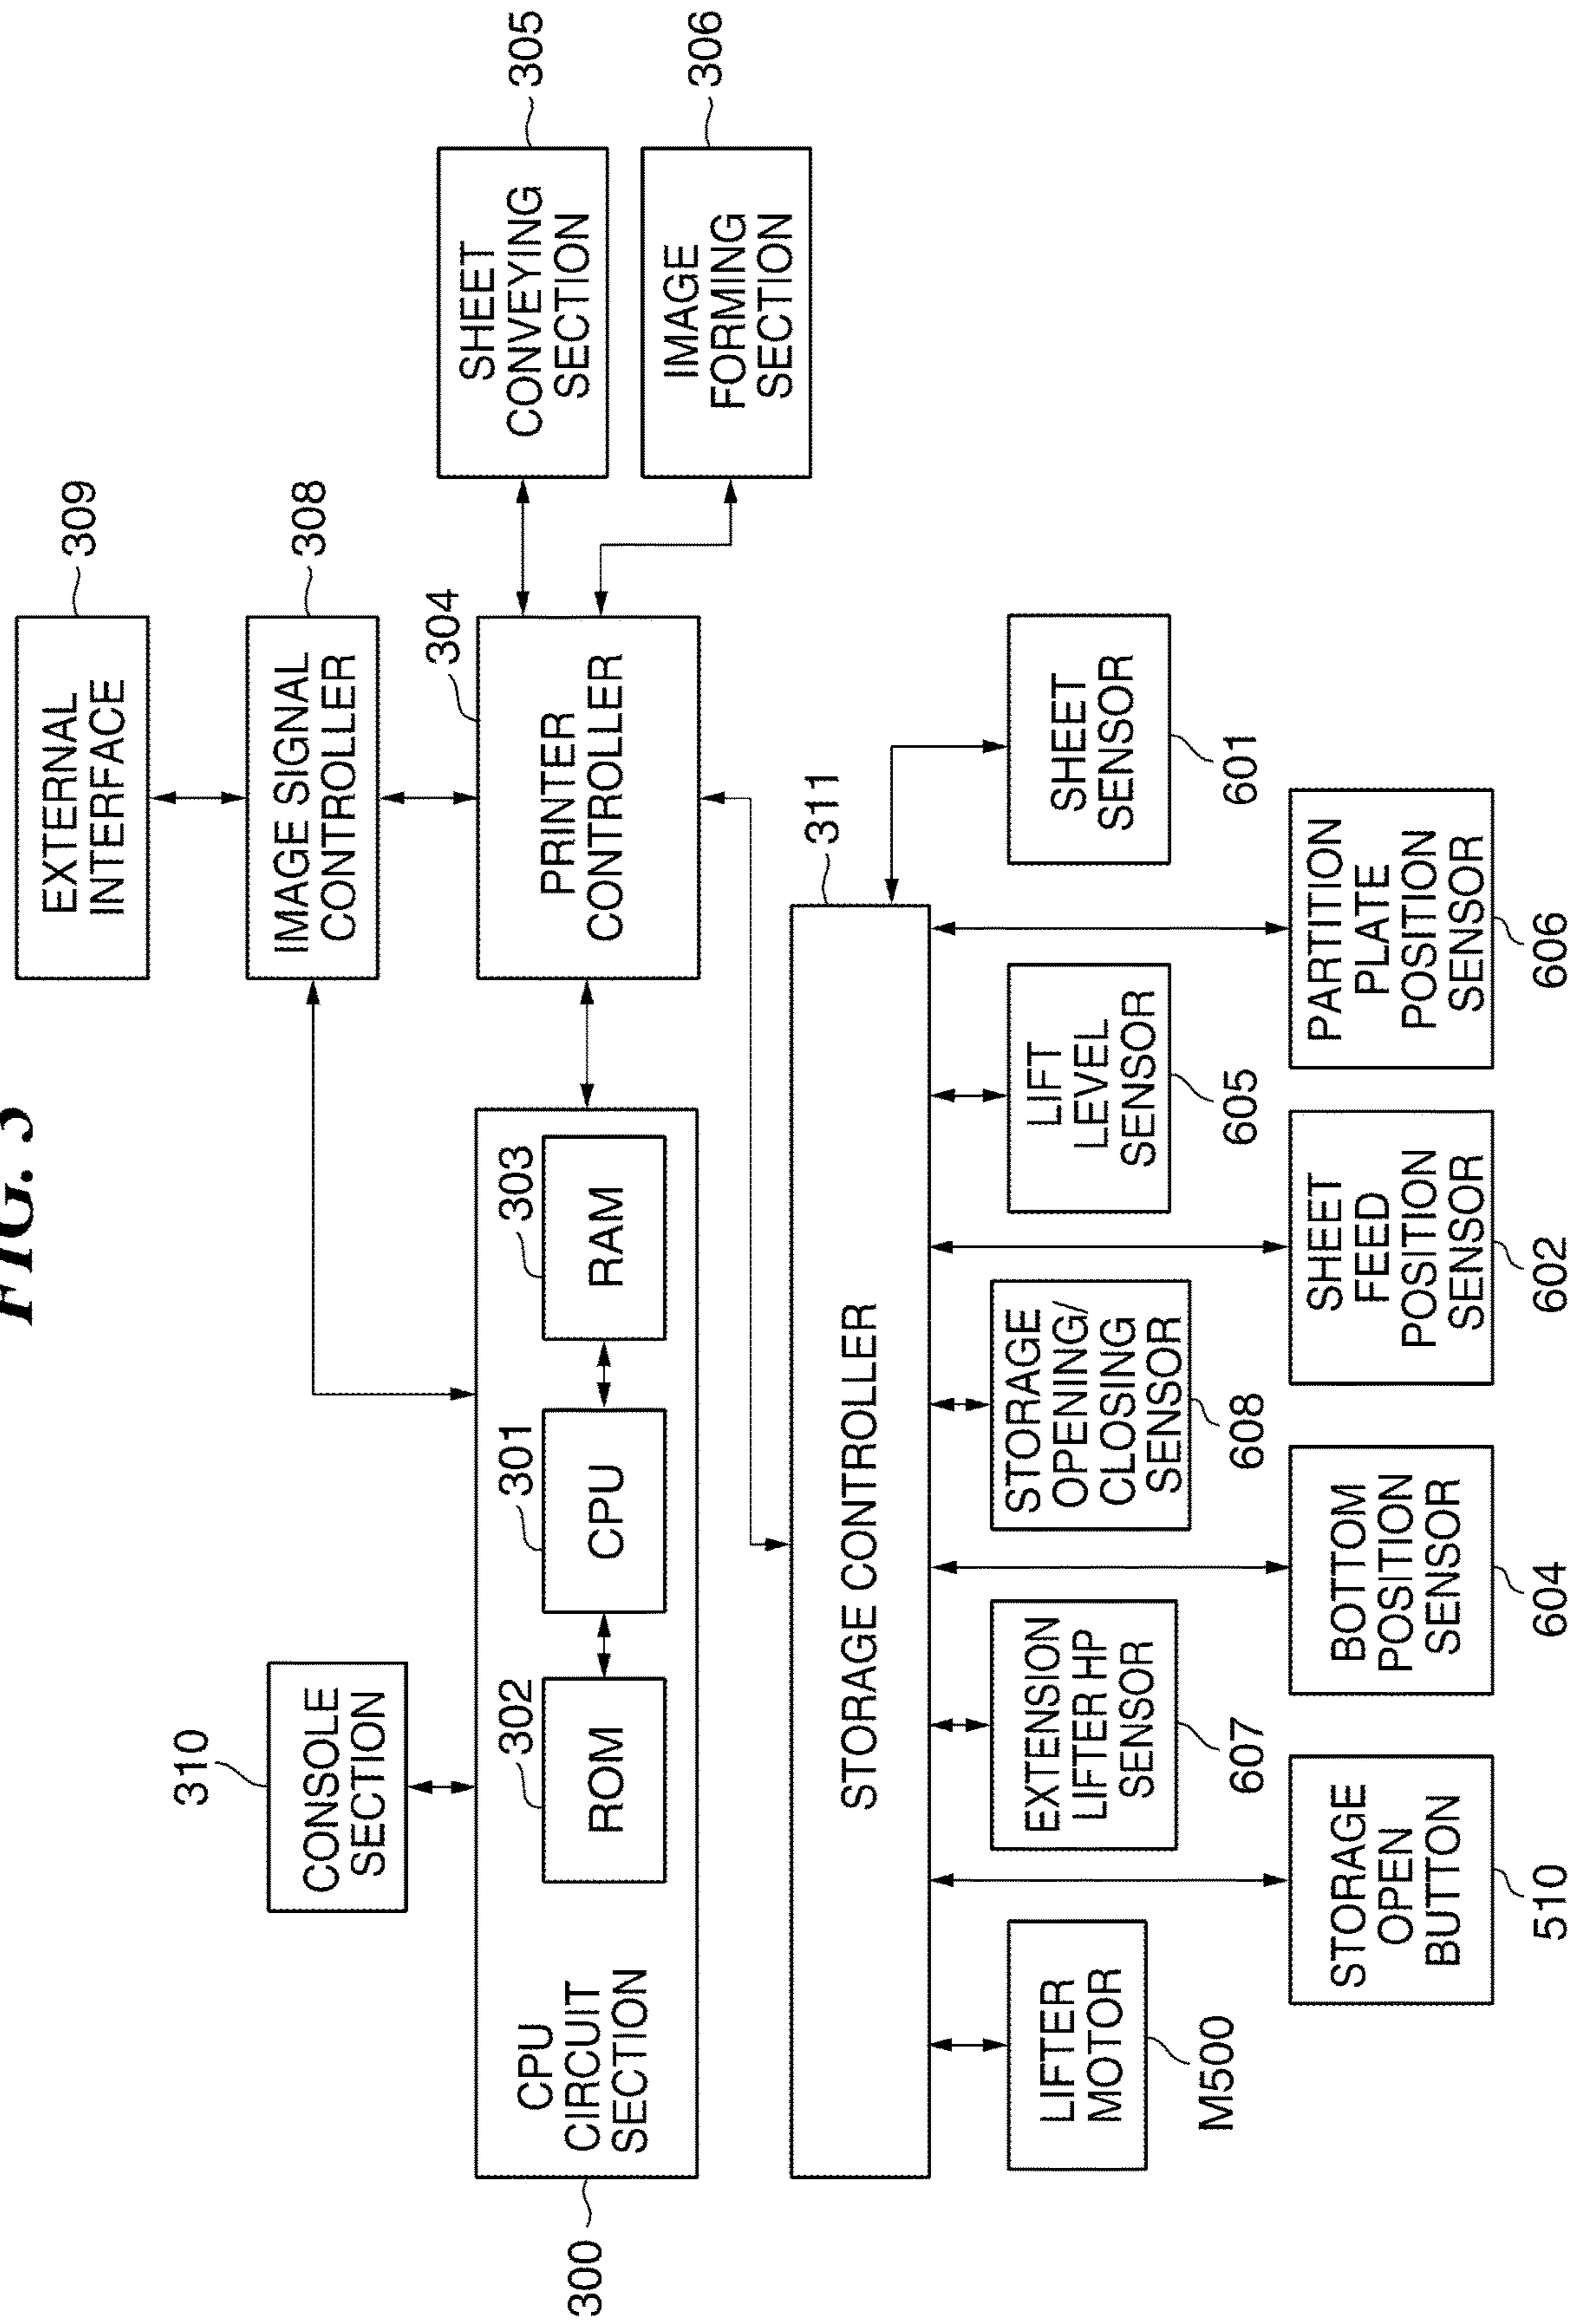 FIG. 3
EXTERNAL
INTERFACE
309
IMAGE SIGNAL
CONTROLLER
308
310
CONSOLE
SECTION
304
PRINTER
CONTROLLER
SHEET
CONVEYING
SECTION
305
IMAGE
FORMING
SECTION
306
300
CPU
CIRCUIT
SECTION
302
ROM
301
CPU
303
RAM
311
STORAGE CONTROLLER
LIFTER
MOTOR
M500
EXTENSION
LIFTER HP
SENSOR
607
STORAGE
OPENING/
CLOSING
SENSOR
608
LIFT
LEVEL
SENSOR
605
SHEET
SENSOR
601
STORAGE
OPEN
BUTTON
510
BOTTOM
POSITION
SENSOR
604
SHEET
FEED
POSITION
SENSOR
602
PARTITION
PLATE
POSITION
SENSOR
606